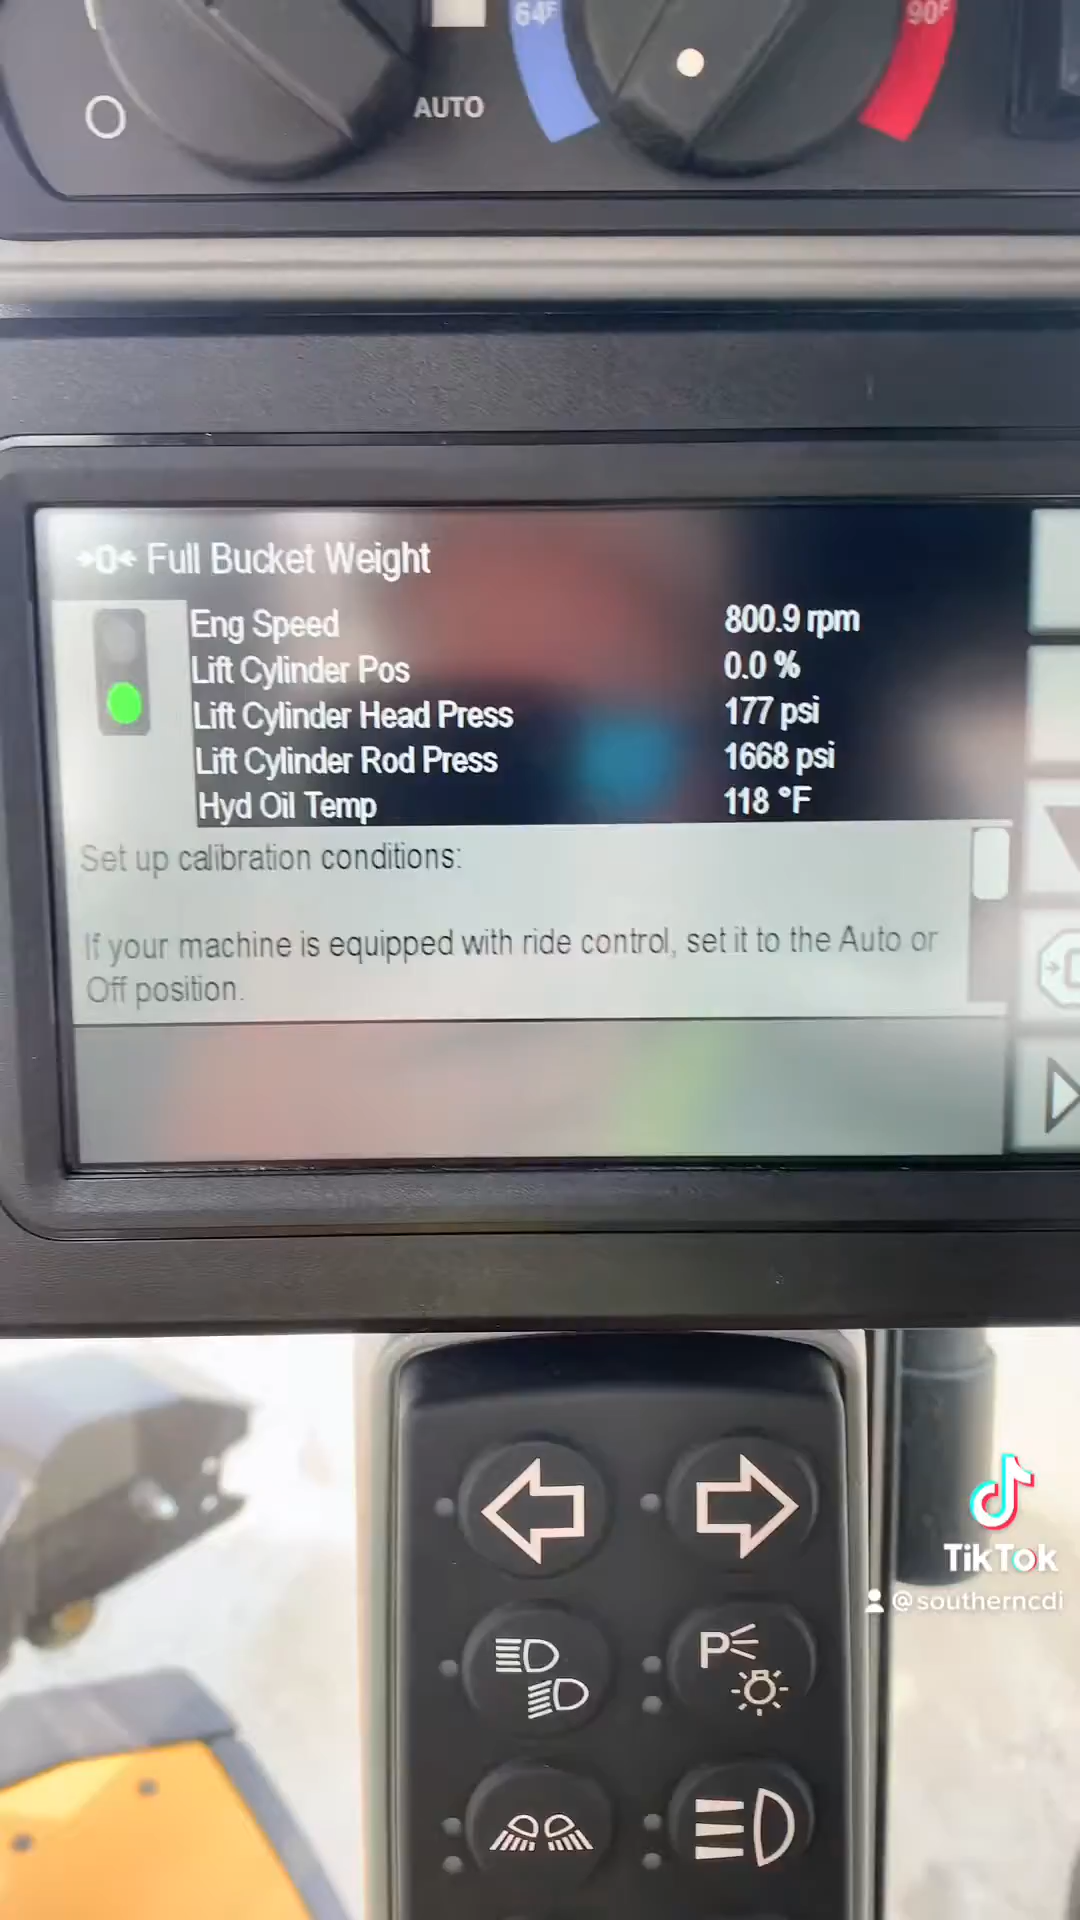 64F
90F
AUTO
Full Bucket Weight
Eng Speed 800.9 rpm
Lift Cylinder Pos 0.0 %
Lift Cylinder Head Press 177 psi
Lift Cylinder Rod Press 1668 psi
Hyd Oil Temp 118 °F
Set up calibration conditions:
If your machine is equipped with ride control, set it to the Auto or
Off position.
P
TikTok
@southerncdi